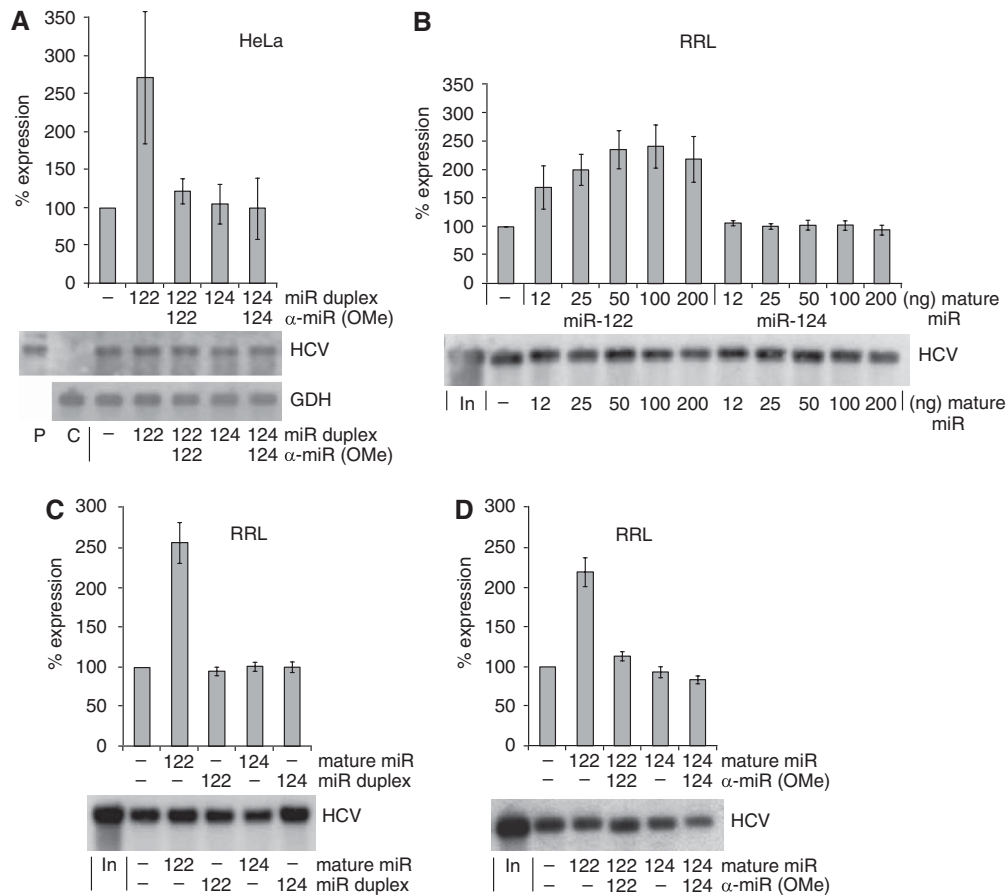 A
HeLa
% expression
350
300
250
200
150
100
50
0
– 122 122 124 124 miR duplex
122 124 α-miR (OMe)
HCV
GDH
P C – 122 122 124 124 miR duplex
122 124 α-miR (OMe)
B
RRL
% expression
350
300
250
200
150
100
50
0
– 12 25 50 100 200 12 25 50 100 200 (ng) mature
miR-122 miR-124 miR
HCV
In – 12 25 50 100 200 12 25 50 100 200 (ng) mature
miR
C
RRL
% expression
300
250
200
150
100
50
0
– 122 – 124 – mature miR
– – 122 – 124 miR duplex
HCV
In – 122 – 124 – mature miR
– – 122 – 124 miR duplex
D
RRL
% expression
300
250
200
150
100
50
0
– 122 122 124 124 mature miR
– – 122 – 124 α-miR (OMe)
HCV
In – 122 122 124 124 mature miR
– – 122 – 124 α-miR (OMe)